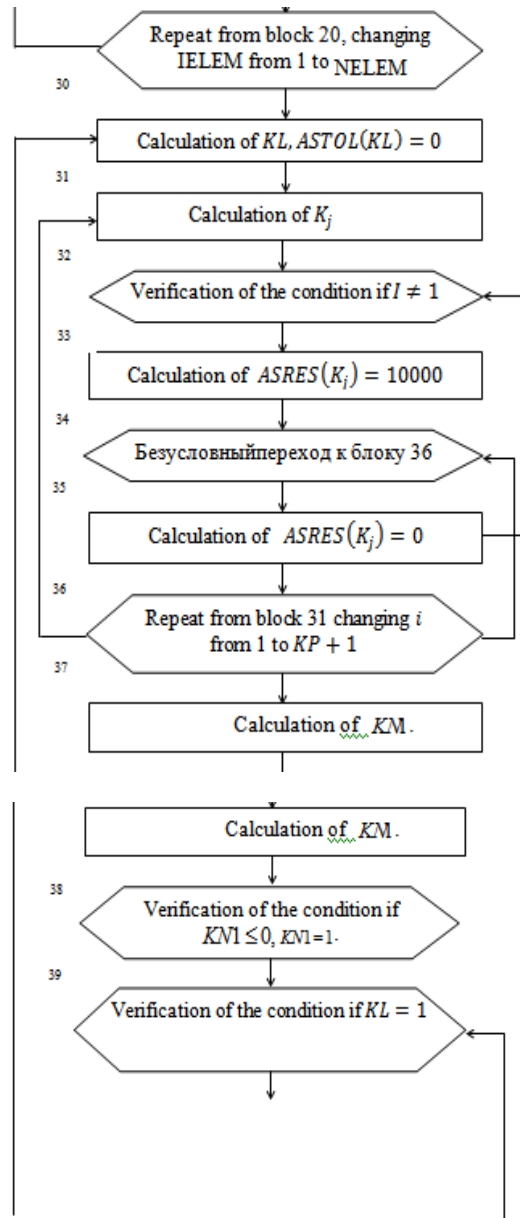 Repeat from block 20, changing
IELEM from 1 to NELEM
30
Calculation of KL, ASTOL(KL) = 0
31
Calculation of K_j
32
Verification of the condition if I ≠ 1
33
Calculation of ASRES(K_j) = 10000
34
Безусловныйпереход к блоку 36
35
Calculation of ASRES(K_j) = 0
36
Repeat from block 31 changing i
from 1 to KP + 1
37
Calculation of KM.
Calculation of KM.
38
Verification of the condition if
KN1 ≤ 0, KN1=1.
39
Verification of the condition if KL = 1